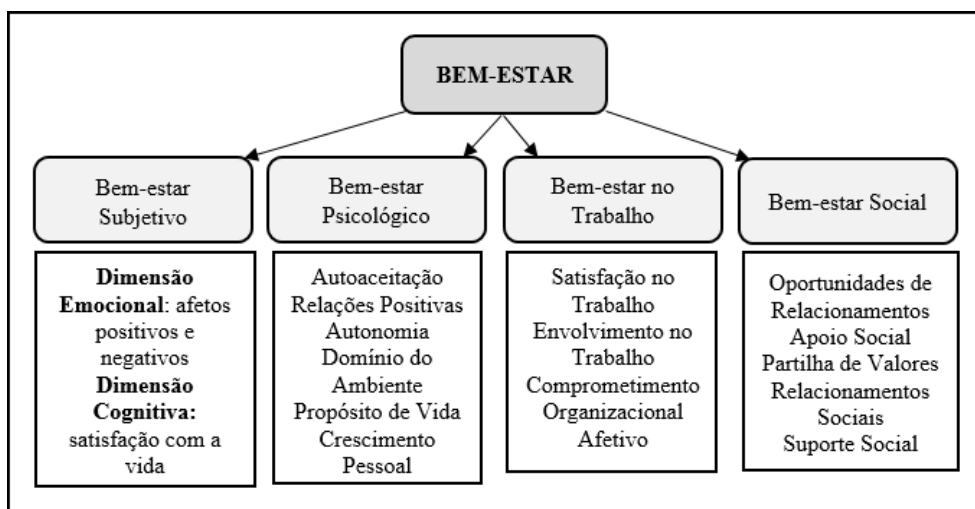 BEM-ESTAR
Bem-estar
Subjetivo
Bem-estar
Psicológico
Bem-estar no
Trabalho
Bem-estar Social
Dimensão
Emocional: afetos
positivos e
negativos
Dimensão
Cognitiva:
satisfação com a
vida
Autoaceitação
Relações Positivas
Autonomia
Domínio do
Ambiente
Propósito de Vida
Crescimento
Pessoal
Satisfação no
Trabalho
Envolvimento no
Trabalho
Comprometimento
Organizacional
Afetivo
Oportunidades de
Relacionamentos
Apoio Social
Partilha de Valores
Relacionamentos
Sociais
Suporte Social